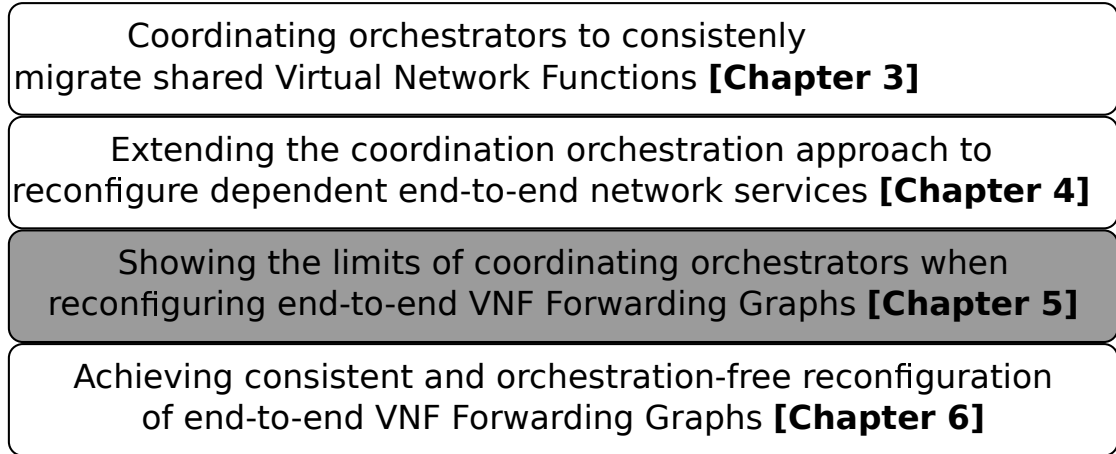 Coordinating orchestrators to consistenly
migrate shared Virtual Network Functions [Chapter 3]
Extending the coordination orchestration approach to
reconfigure dependent end-to-end network services [Chapter 4]
Showing the limits of coordinating orchestrators when
reconfiguring end-to-end VNF Forwarding Graphs [Chapter 5]
Achieving consistent and orchestration-free reconfiguration
of end-to-end VNF Forwarding Graphs [Chapter 6]